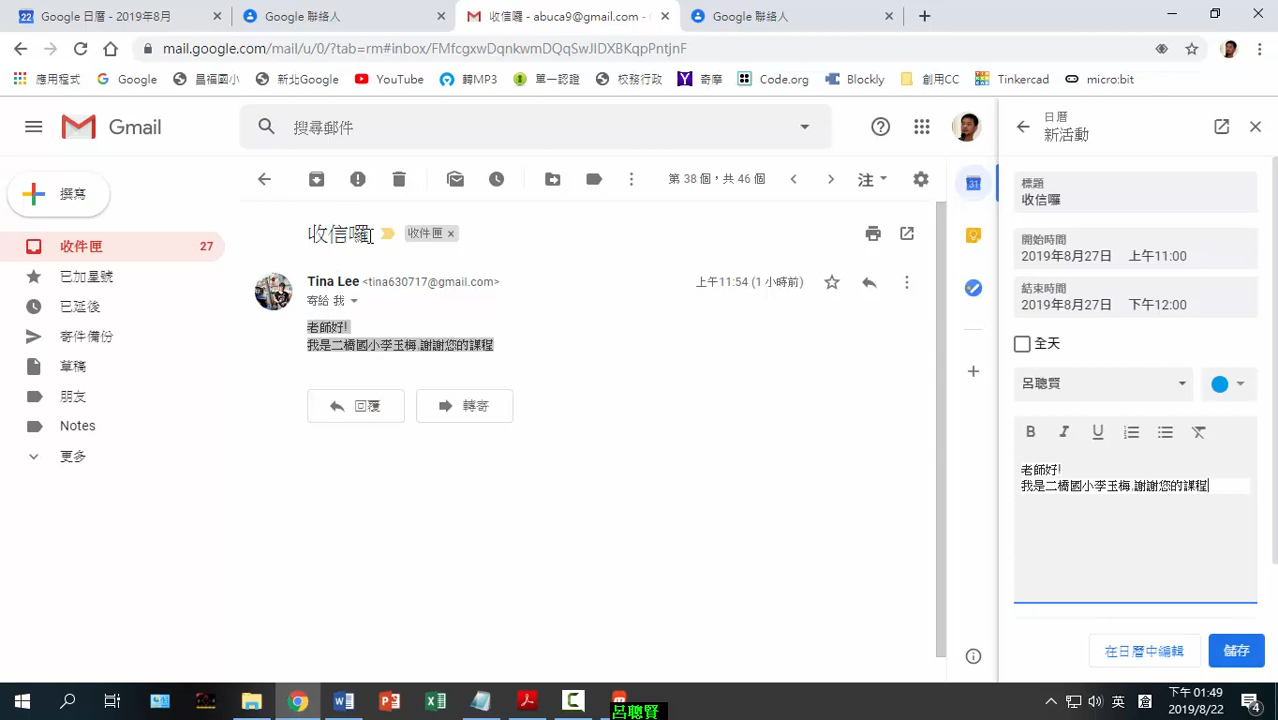 Google 日曆 - 2019年8月
Google 聯絡人
收信囉 - abuca9@gmail.com -
Google 聯絡人
mail.google.com/mail/u/0/?tab=rm#inbox/FMfcgxwDqnkwmDQqSwJIDXBKqpPntjnF
應用程式
Google
昌福國小
新北Google
YouTube
轉MP3
單一認證
校務行政
奇摩
Code.org
Blockly
創用CC
Tinkercad
micro:bit
Gmail
搜尋郵件
撰寫
收件匣 27
已加星號
已延後
寄件備份
草稿
朋友
Notes
更多
第 38 個，共 46 個
注
收信囉
收件匣 ×
Tina Lee <tina630717@gmail.com>
上午11:54 (1 小時前)
寄給 我
老師好!
我是二橋國小李玉梅,謝謝您的課程
回覆
轉寄
31
日曆
新活動
標題
收信囉
開始時間
2019年8月27日 上午11:00
結束時間
2019年8月27日 下午12:00
全天
呂聰賢
B I U
老師好!
我是二橋國小李玉梅,謝謝您的課程
在日曆中編輯
儲存
呂聰賢
英
倉
下午 01:49
2019/8/22
4